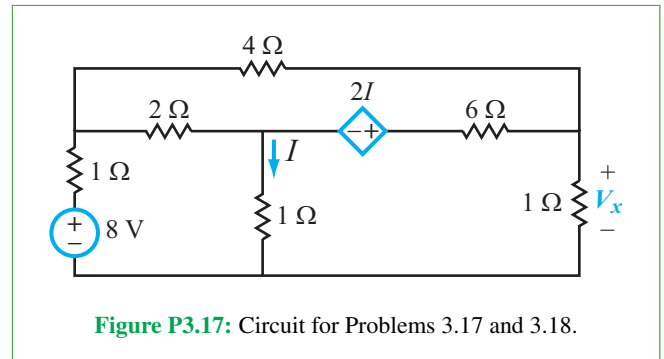 4 Ω
2I
2 Ω
6 Ω
I
1 Ω
+
1 Ω
Vx
−
+
−
8 V
1 Ω
− +
Figure P3.17: Circuit for Problems 3.17 and 3.18.